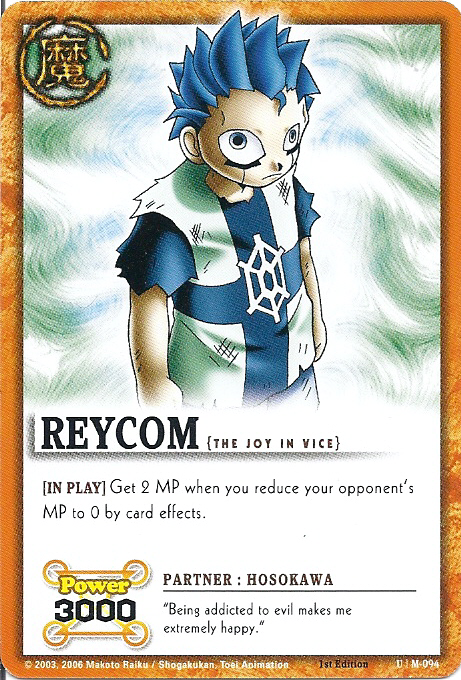 魔
REYCOM {THE JOY IN VICE}
[IN PLAY] Get 2 MP when you reduce your opponent's
MP to 0 by card effects.
Power
3000
PARTNER : HOSOKAWA
"Being addicted to evil makes me
extremely happy."
© 2003, 2006 Makoto Raiku / Shogakukan, Toei Animation 1st Edition U | M-094